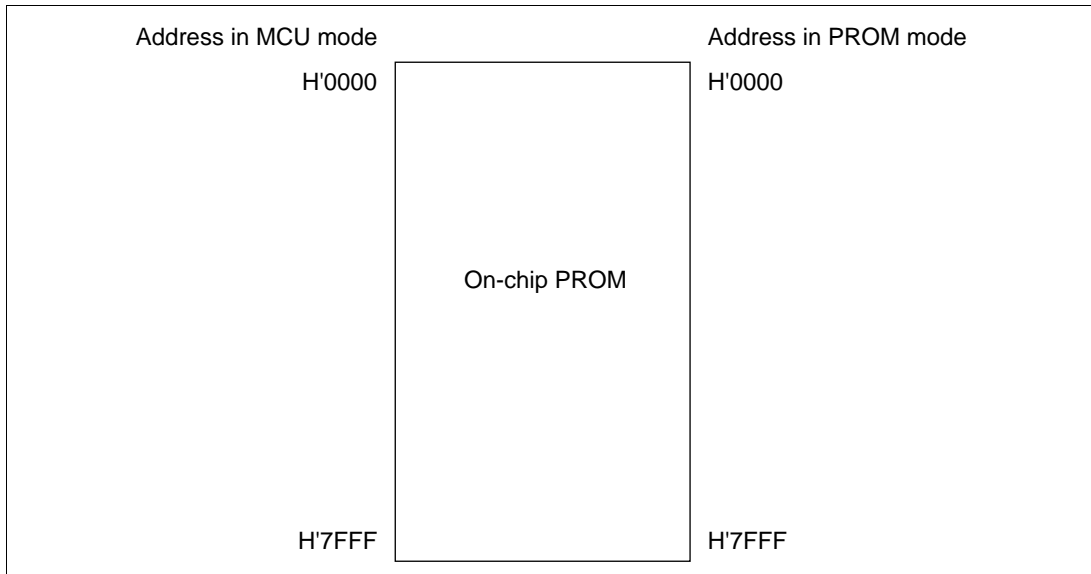 Address in MCU mode Address in PROM mode
H'0000 H'0000
On-chip PROM
H'7FFF H'7FFF